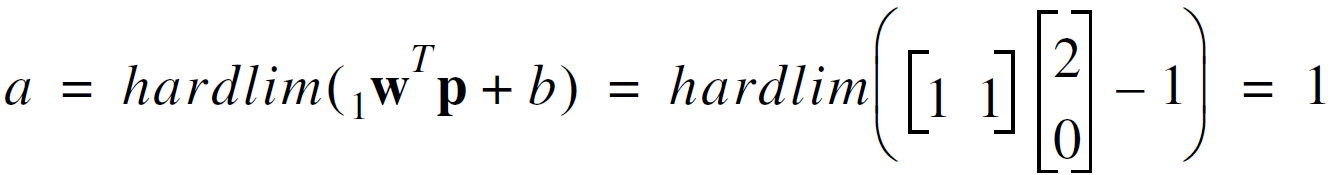 a = hardlim(₁wᵀp + b) = hardlim([1 1] [2 0] − 1) = 1